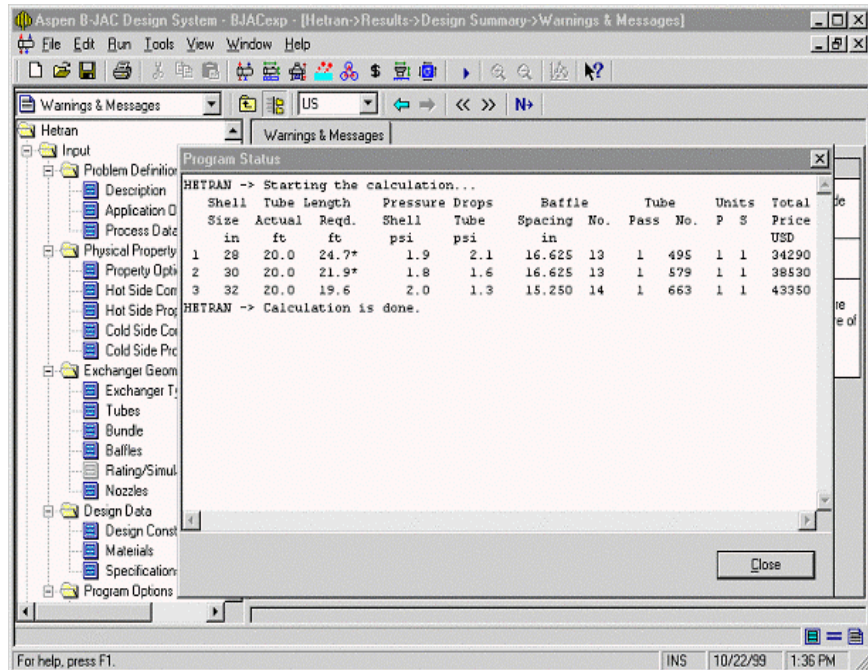 Aspen B-JAC Design System - BJACexp - [Hetran->Results->Design Summary->Warnings & Messages]
File Edit Run Tools View Window Help
Warnings & Messages US
Hetran
Warnings & Messages
Input
Problem Definition
Description
Application O
Process Data
Physical Property
Property Opti
Hot Side Com
Hot Side Prop
Cold Side Co
Cold Side Pro
Exchanger Geom
Exchanger Ty
Tubes
Bundle
Baffles
Rating/Simul
Nozzles
Design Data
Design Const
Materials
Specification
Program Options
Program Status
HETRAN -> Starting the calculation...
Shell Tube Length Pressure Drops Baffle Tube Units Total
Size Actual Reqd. Shell Tube Spacing No. Pass No. P S Price
in ft ft psi psi in USD
1 28 20.0 24.7* 1.9 2.1 16.625 13 1 495 1 1 34290
2 30 20.0 21.9* 1.8 1.6 16.625 13 1 579 1 1 38530
3 32 20.0 19.6 2.0 1.3 15.250 14 1 663 1 1 43350
HETRAN -> Calculation is done.
Close
For help, press F1. INS 10/22/99 1:36 PM